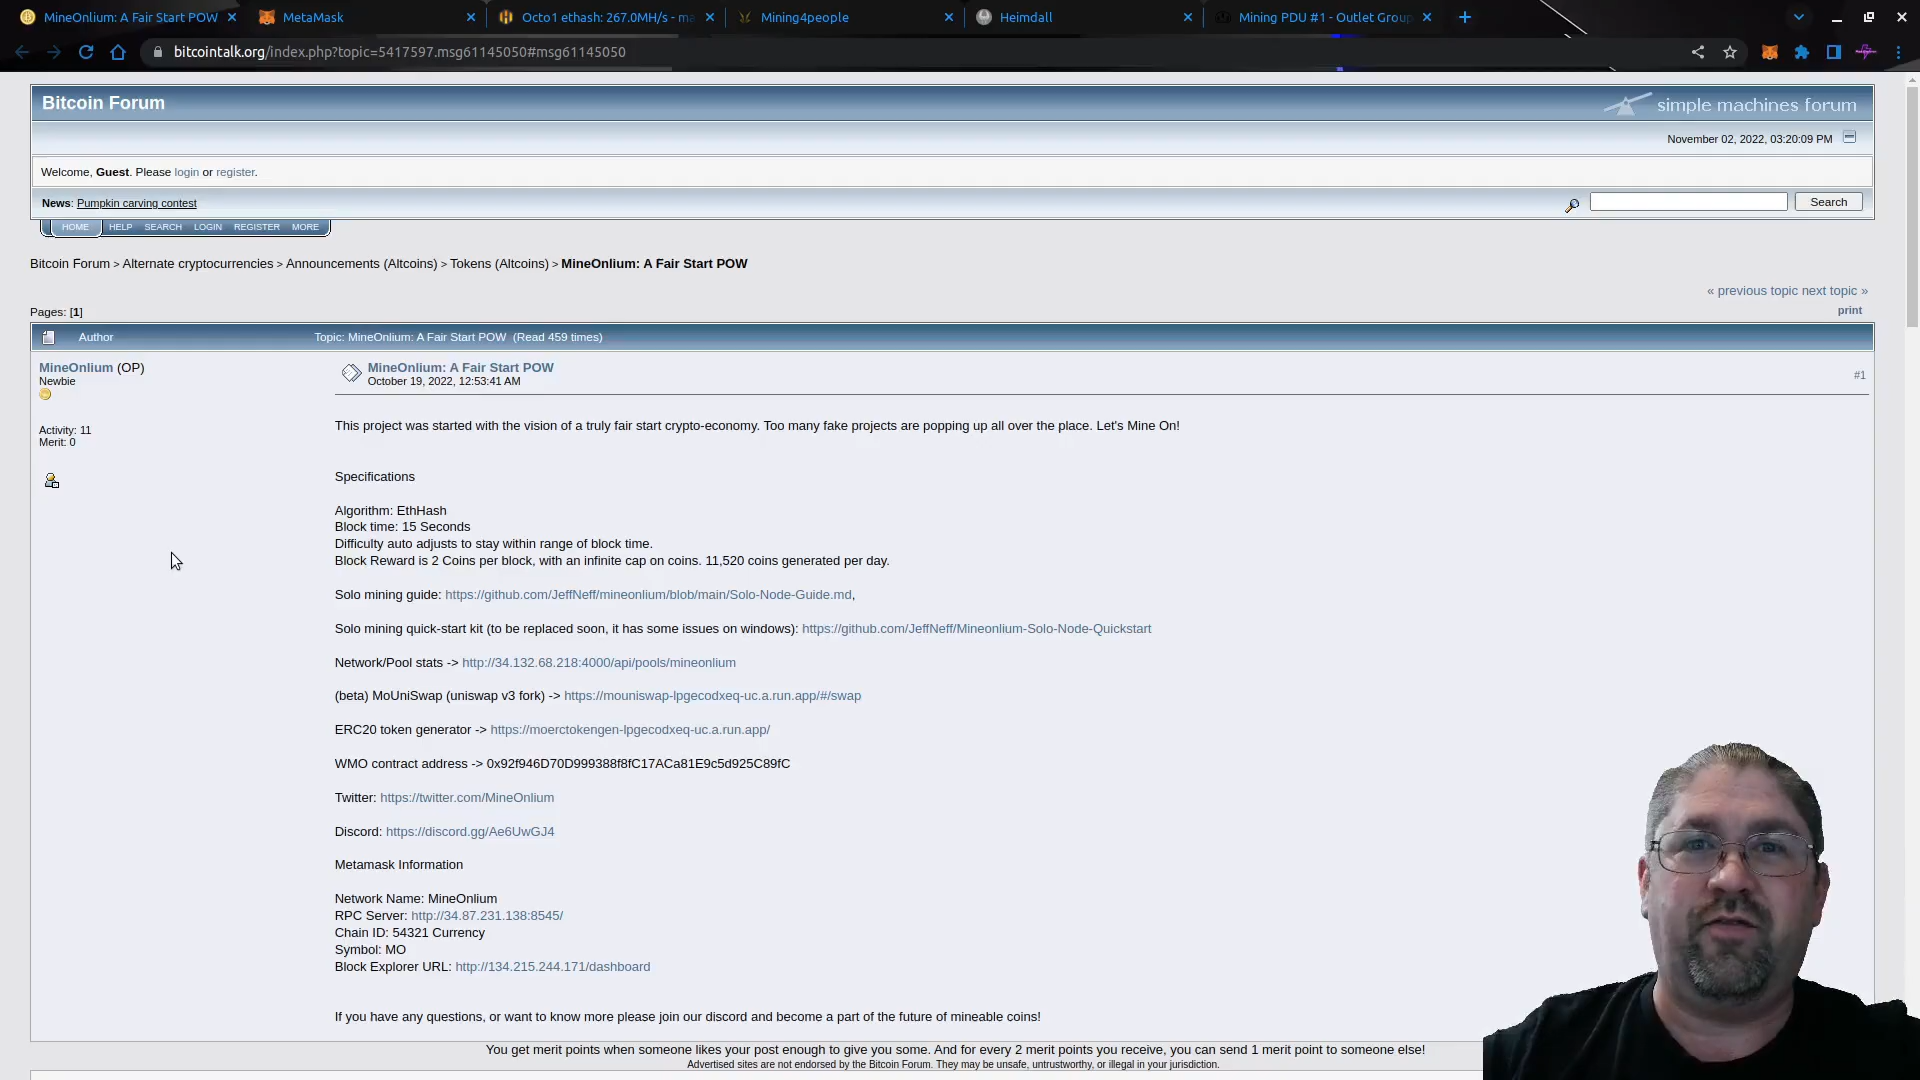 MineOnlium: A Fair Start POW
MetaMask
Octo1 ethash: 267.0MH/s - ma
Mining4people
Heimdall
Mining PDU #1 - Outlet Group
bitcointalk.org/index.php?topic=5417597.msg61145050#msg61145050
Bitcoin Forum
simple machines forum
November 02, 2022, 03:20:09 PM
Welcome, Guest. Please login or register.
News: Pumpkin carving contest
Search
HOME HELP SEARCH LOGIN REGISTER MORE
Bitcoin Forum > Alternate cryptocurrencies > Announcements (Altcoins) > Tokens (Altcoins) > MineOnlium: A Fair Start POW
« previous topic next topic »
Pages: [1]
print
Author
Topic: MineOnlium: A Fair Start POW (Read 459 times)
MineOnlium (OP)
Newbie
Activity: 11
Merit: 0
MineOnlium: A Fair Start POW
October 19, 2022, 12:53:41 AM
#1
This project was started with the vision of a truly fair start crypto-economy. Too many fake projects are popping up all over the place. Let's Mine On!
Specifications
Algorithm: EthHash
Block time: 15 Seconds
Difficulty auto adjusts to stay within range of block time.
Block Reward is 2 Coins per block, with an infinite cap on coins. 11,520 coins generated per day.
Solo mining guide: https://github.com/JeffNeff/mineonlium/blob/main/Solo-Node-Guide.md,
Solo mining quick-start kit (to be replaced soon, it has some issues on windows): https://github.com/JeffNeff/Mineonlium-Solo-Node-Quickstart
Network/Pool stats -> http://34.132.68.218:4000/api/pools/mineonlium
(beta) MoUniSwap (uniswap v3 fork) -> https://mouniswap-lpgecodxeq-uc.a.run.app/#/swap
ERC20 token generator -> https://moerctokengen-lpgecodxeq-uc.a.run.app/
WMO contract address -> 0x92f946D70D999388f8fC17ACa81E9c5d925C89fC
Twitter: https://twitter.com/MineOnlium
Discord: https://discord.gg/Ae6UwGJ4
Metamask Information
Network Name: MineOnlium
RPC Server: http://34.87.231.138:8545/
Chain ID: 54321 Currency
Symbol: MO
Block Explorer URL: http://134.215.244.171/dashboard
If you have any questions, or want to know more please join our discord and become a part of the future of mineable coins!
You get merit points when someone likes your post enough to give you some. And for every 2 merit points you receive, you can send 1 merit point to someone else!
Advertised sites are not endorsed by the Bitcoin Forum. They may be unsafe, untrustworthy, or illegal in your jurisdiction.